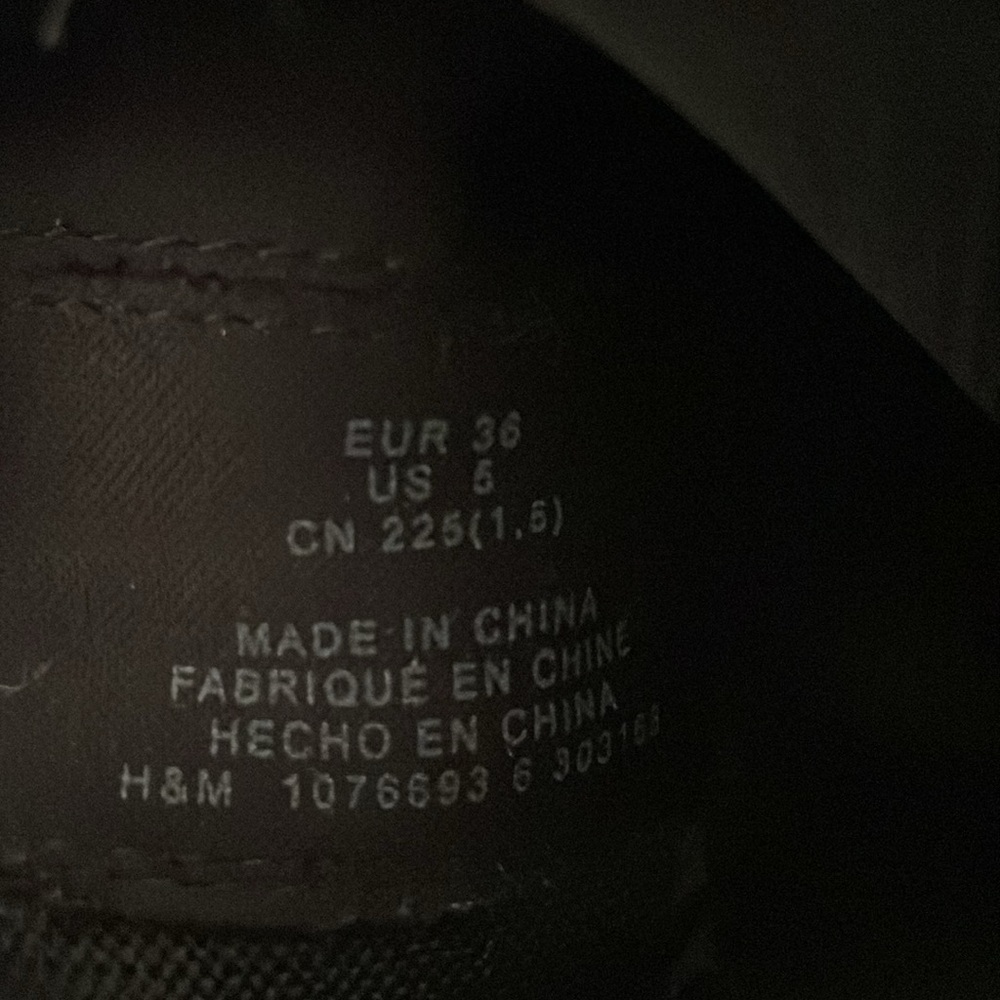 EUR 36
US 5
CN 225(1.5)
MADE IN CHINA
FABRIQUÉ EN CHINE
HECHO EN CHINA
H&M 1076693 6